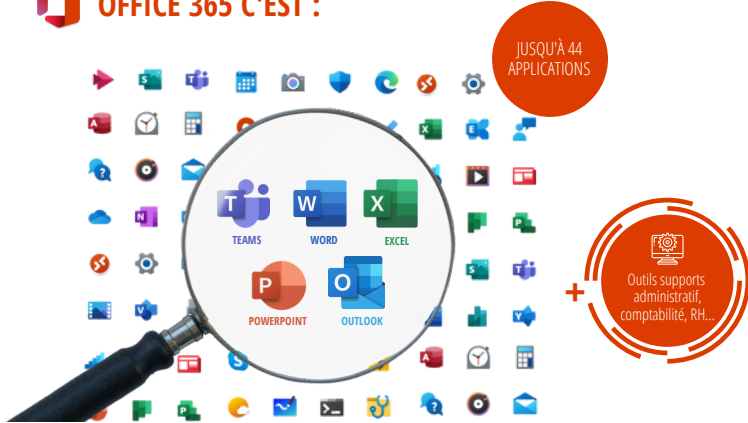 OFFICE 365 C'EST :
JUSQU'À 44
APPLICATIONS
TEAMS
WORD
EXCEL
POWERPOINT
OUTLOOK
+
Outils supports
administratif,
comptabilité, RH...